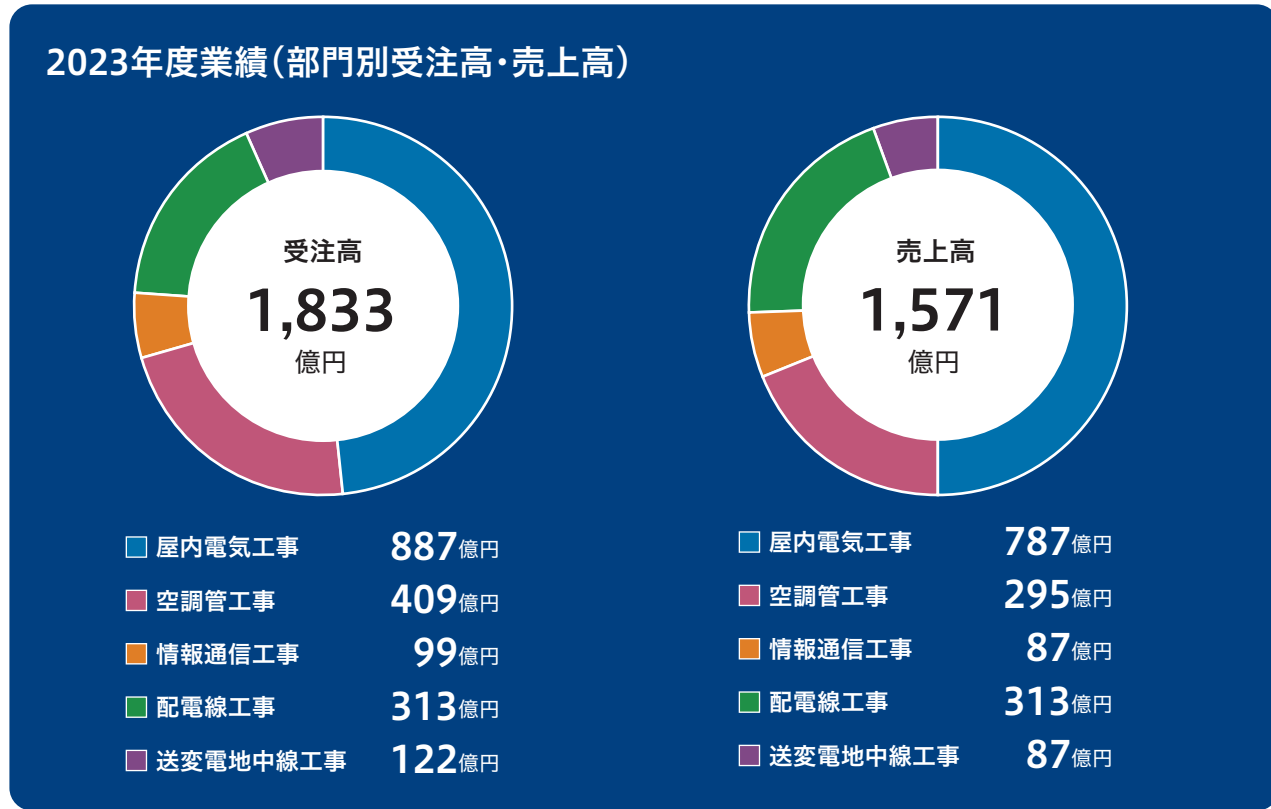 2023年度業績（部門別受注高・売上高）
受注高
1,833
億円
屋内電気工事 887億円
空調管工事 409億円
情報通信工事 99億円
配電線工事 313億円
送変電地中線工事 122億円
売上高
1,571
億円
屋内電気工事 787億円
空調管工事 295億円
情報通信工事 87億円
配電線工事 313億円
送変電地中線工事 87億円